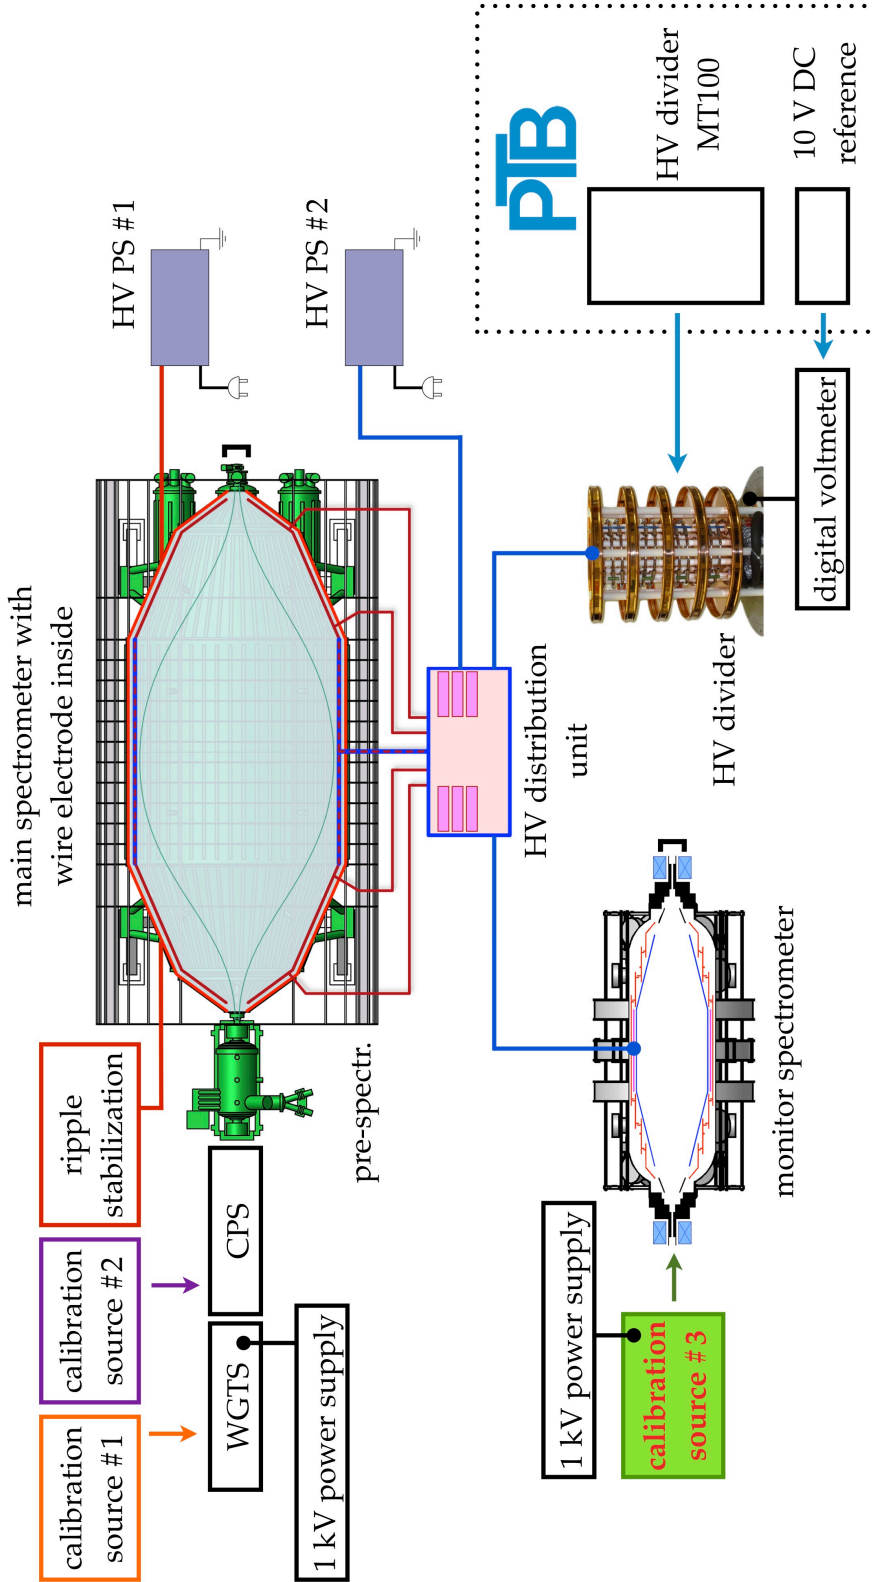 calibration
source #1
calibration
source #2
ripple
stabilization
main spectrometer with
wire electrode inside
HV PS #1
WGTS
CPS
pre-spectr.
1 kV power supply
HV PS #2
HV distribution
unit
PTB
1 kV power supply
calibration
source #3
monitor spectrometer
HV divider
HV divider
MT100
digital voltmeter
10 V DC
reference